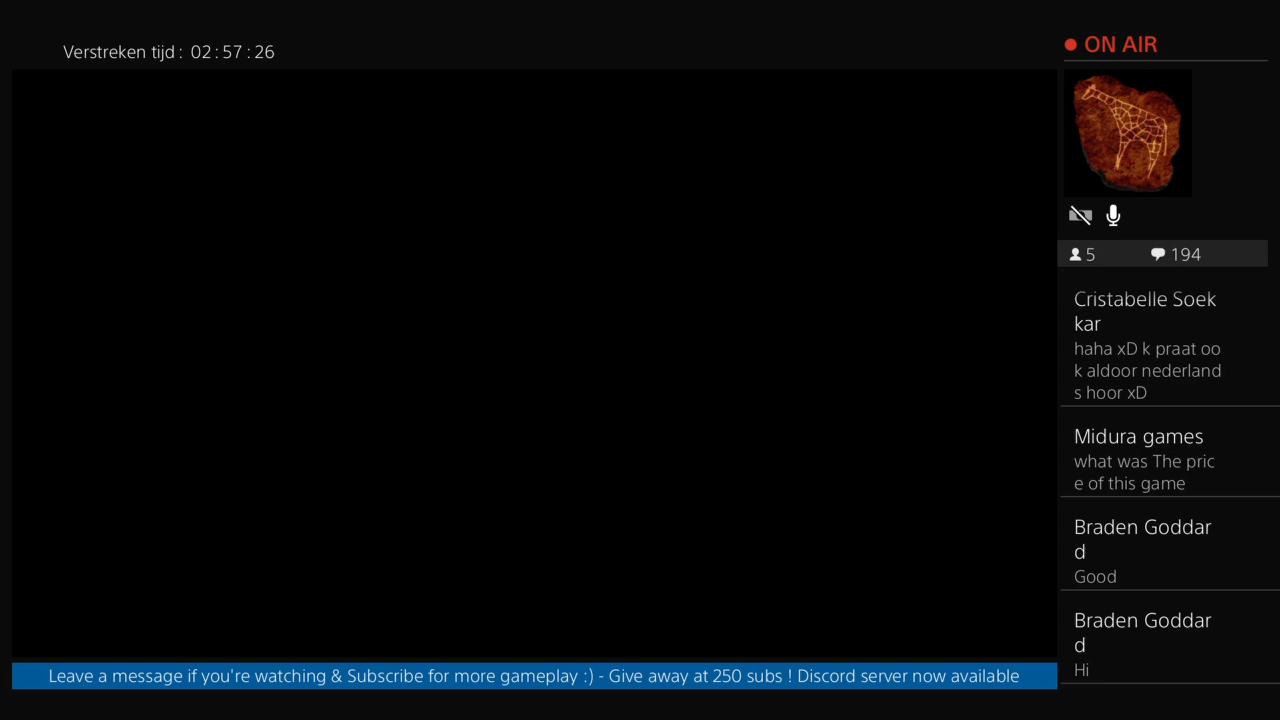 Verstreken tijd : 02 : 57 : 26
ON AIR
5
194
Cristabelle Soek
kar
haha xD k praat oo
k aldoor nederland
s hoor xD
Midura games
what was The pric
e of this game
Braden Goddar
d
Good
Braden Goddar
d
Hi
Leave a message if you're watching & Subscribe for more gameplay :) - Give away at 250 subs ! Discord server now available